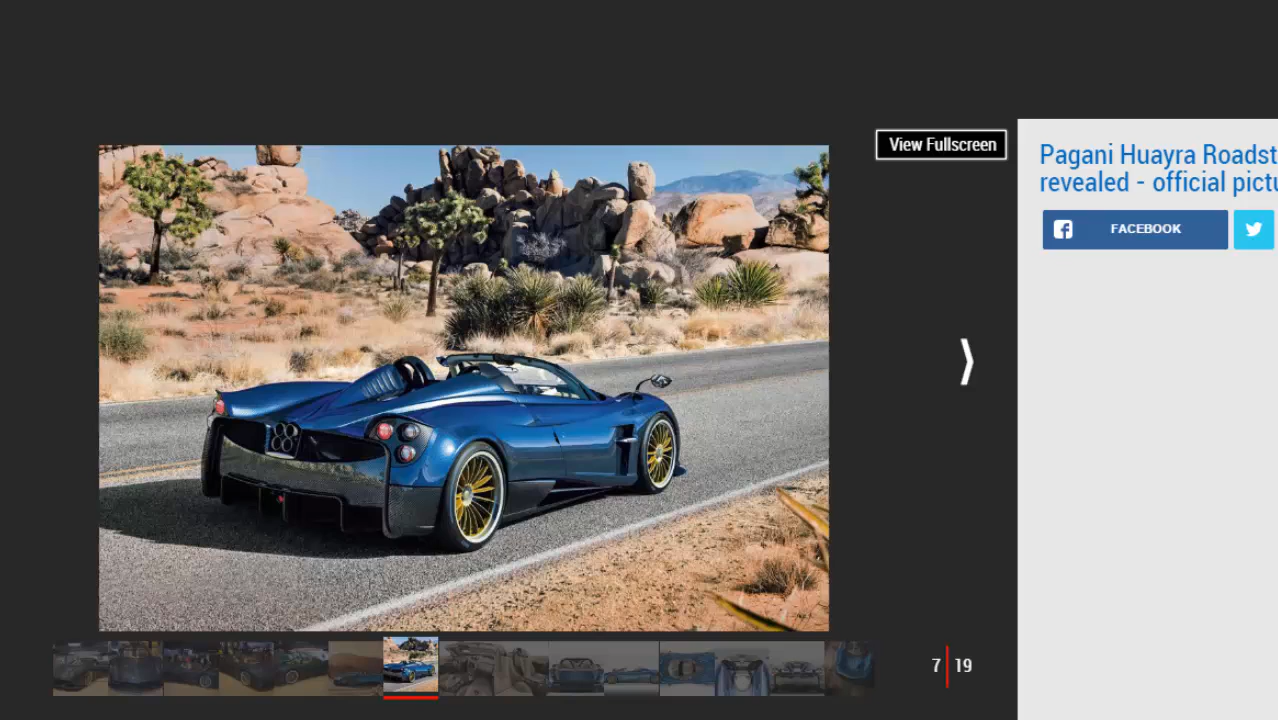 View Fullscreen
Pagani Huayra Roadst
revealed - official pictu
FACEBOOK
7 19